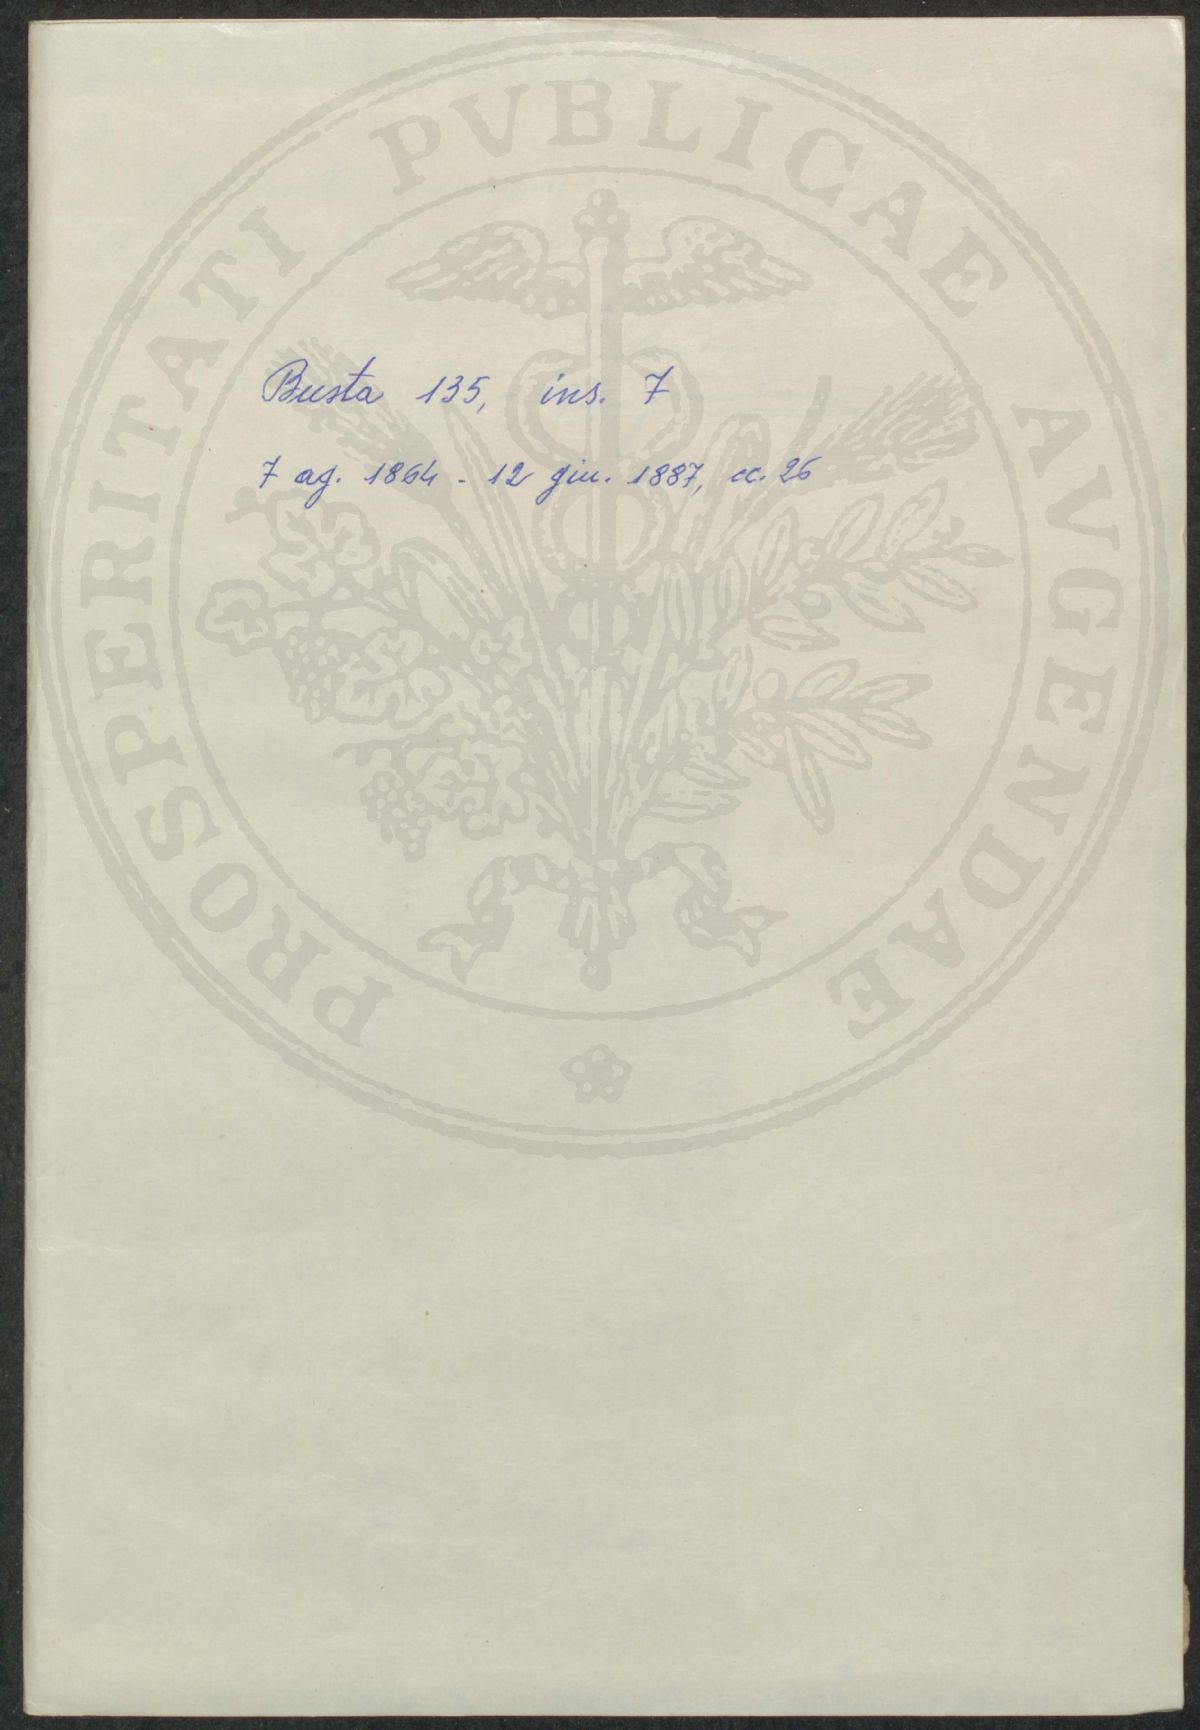 Busta 135, ins. 7
7 ag. 1864 - 12 giu. 1887, cc. 26
PROSPERITATI PVBLICAE AVGENDAE